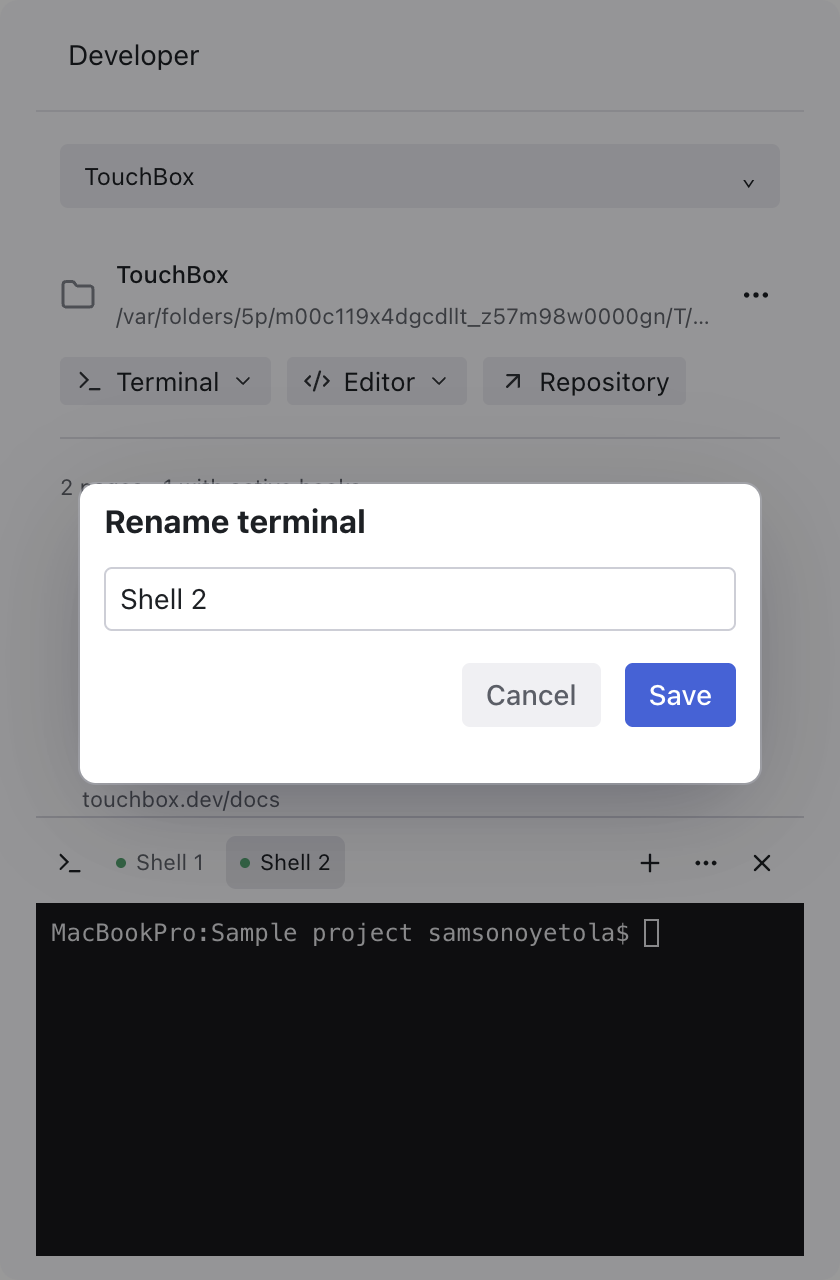 Developer
TouchBox
TouchBox
/var/folders/5p/m00c119x4dgcdllt_z57m98w0000gn/T/...
Terminal Editor Repository
2
Rename terminal
Shell 2
Cancel Save
touchbox.dev/docs
Shell 1 Shell 2
MacBookPro:Sample project samsonoyetola$